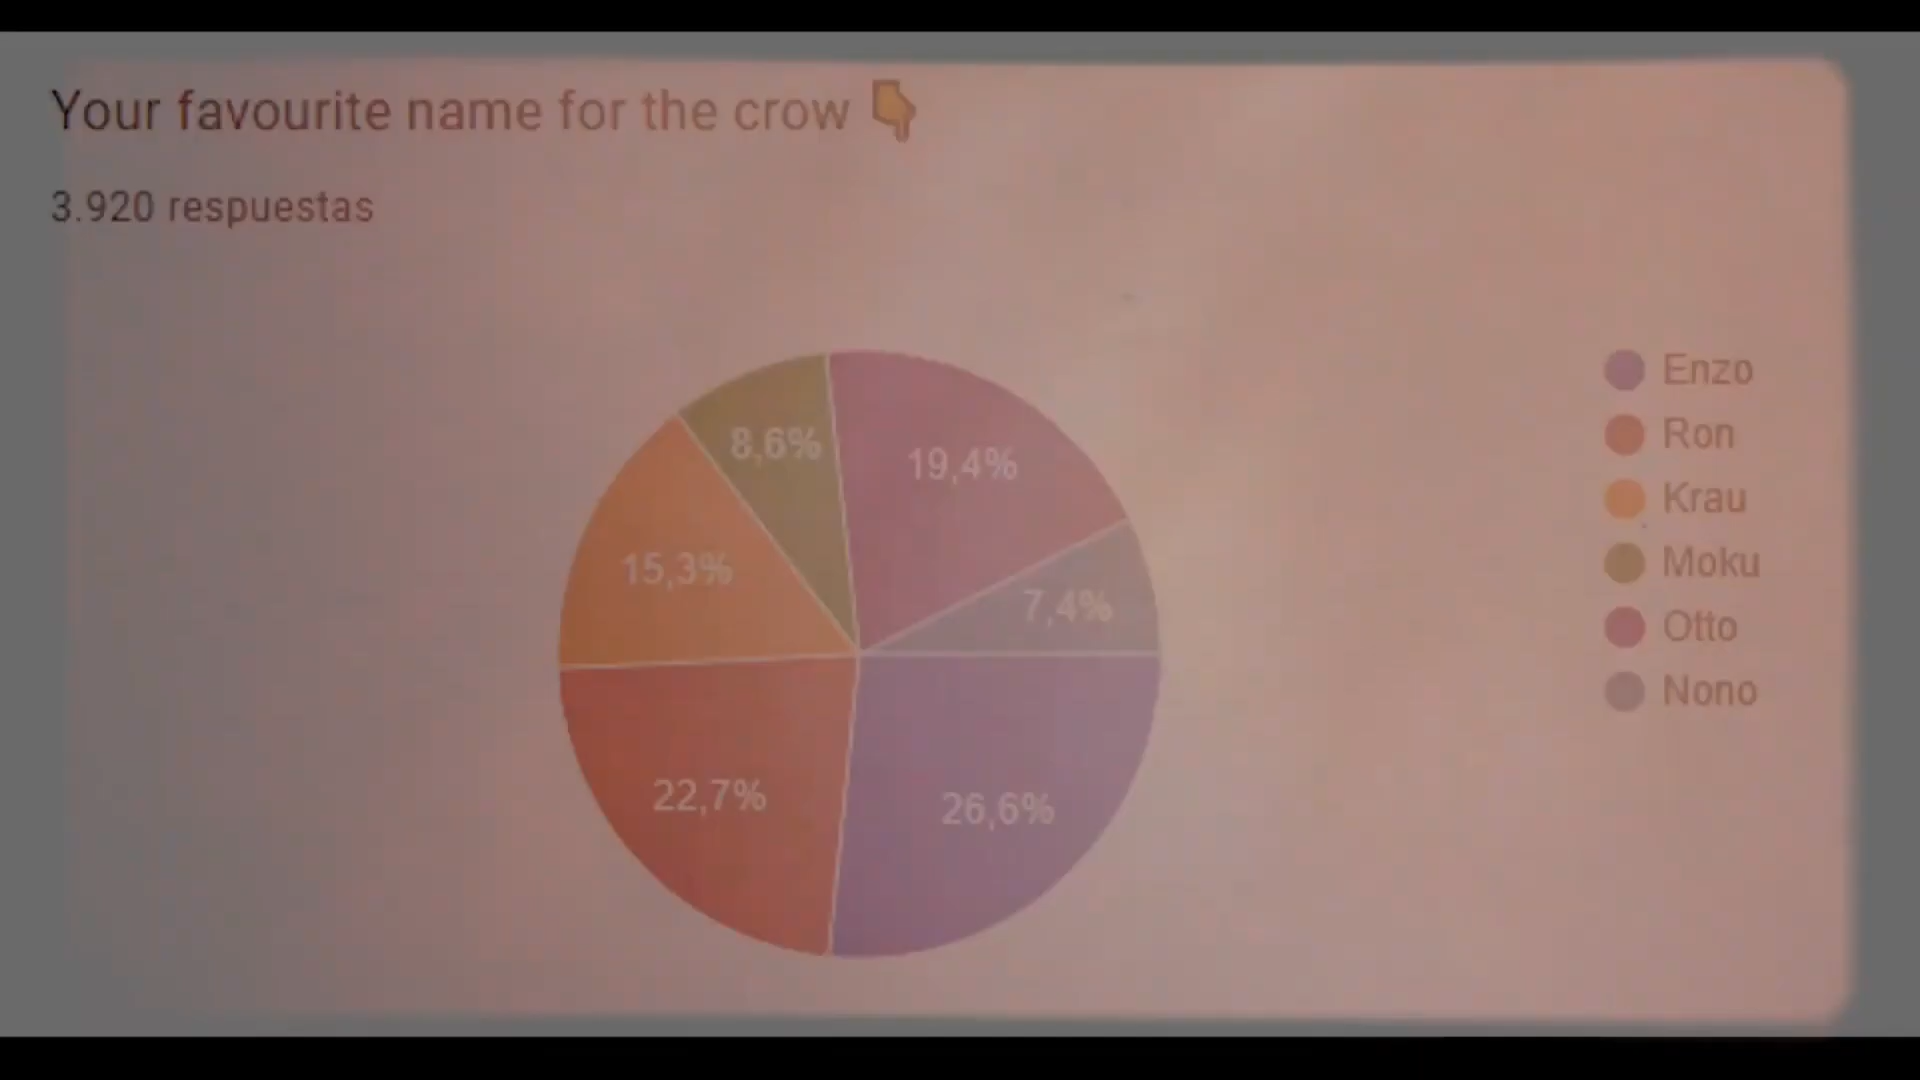 Your favourite name for the crow 👇
3.920 respuestas
Enzo
Ron
Krau
Moku
Otto
Nono
8,6%
19,4%
15,3%
7,4%
22,7%
26,6%